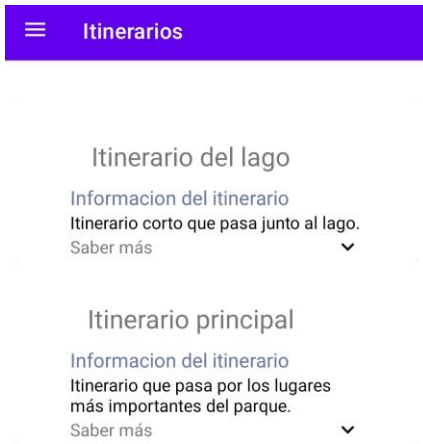 Itinerarios
Itinerario del lago
Informacion del itinerario
Itinerario corto que pasa junto al lago.
Saber más
Itinerario principal
Informacion del itinerario
Itinerario que pasa por los lugares
más importantes del parque.
Saber más